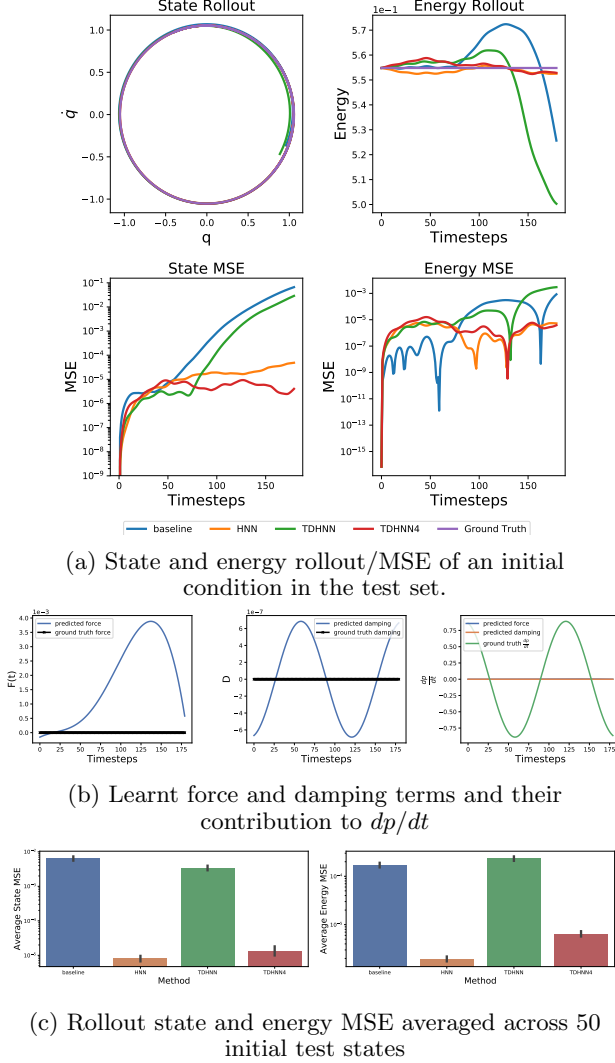 State Rollout
Energy Rollout
1e−1
1.0
0.5
0.0
−0.5
−1.0
q̇
−1.0 −0.5 0.0 0.5 1.0
q
5.7
5.6
5.5
5.4
5.3
5.2
5.1
5.0
Energy
0 50 100 150
Timesteps
State MSE
Energy MSE
10⁻¹
10⁻²
10⁻³
10⁻⁴
10⁻⁵
10⁻⁶
10⁻⁷
10⁻⁸
10⁻⁹
MSE
0 50 100 150
Timesteps
10⁻³
10⁻⁵
10⁻⁷
10⁻⁹
10⁻¹¹
10⁻¹³
10⁻¹⁵
MSE
0 50 100 150
Timesteps
baseline HNN TDHNN TDHNN4 Ground Truth
(a) State and energy rollout/MSE of an initial
condition in the test set.
1e−3
4.0
3.5
3.0
2.5
2.0
1.5
1.0
0.5
0.0
F(t)
predicted force
ground truth force
0 25 50 75 100 125 150 175
Timesteps
1e−7
6
4
2
0
−2
−4
−6
D
predicted damping
ground truth damping
0 25 50 75 100 125 150 175
Timesteps
0.75
0.50
0.25
0.00
−0.25
−0.50
−0.75
dp/dt
predicted force
predicted damping
ground truth dp/dt
0 25 50 75 100 125 150 175
Timesteps
(b) Learnt force and damping terms and their
contribution to dp/dt
Average State MSE
baseline HNN TDHNN TDHNN4
Method
Average Energy MSE
baseline HNN TDHNN TDHNN4
Method
(c) Rollout state and energy MSE averaged across 50
initial test states